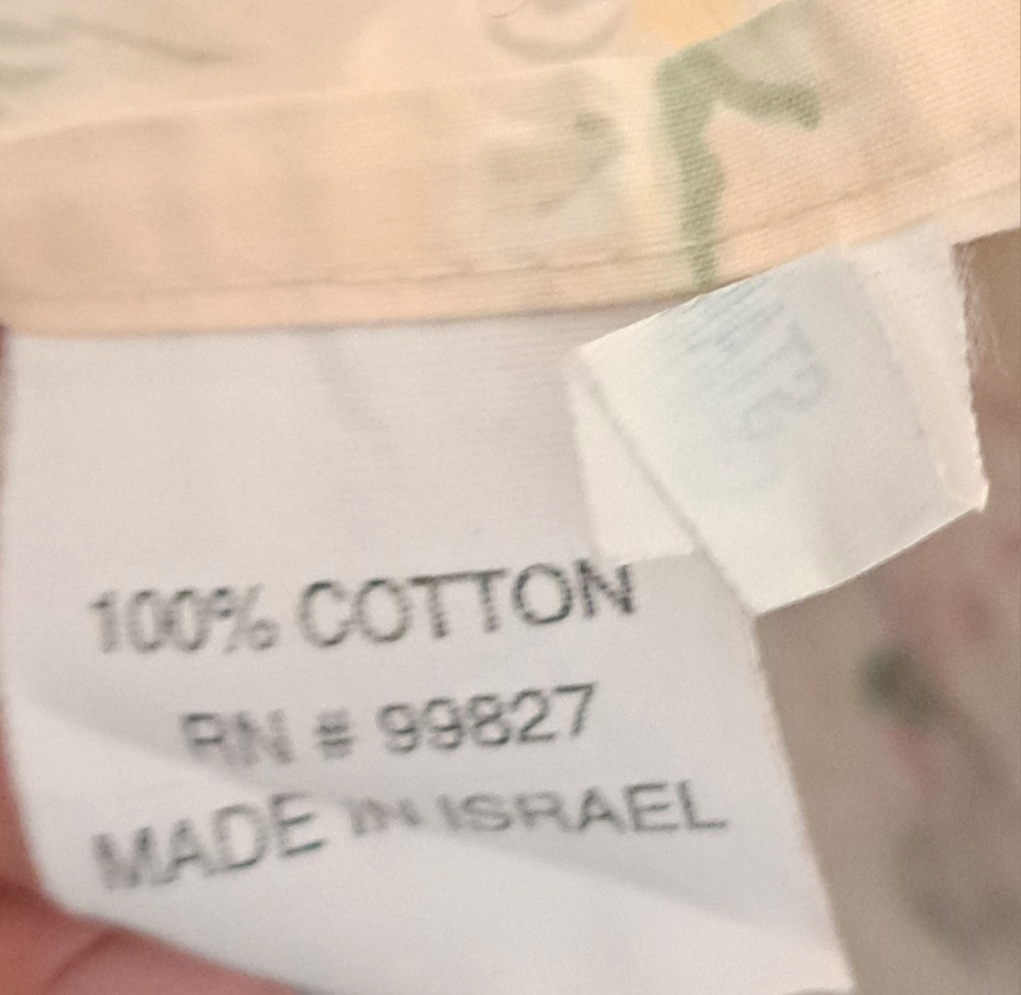 100% COTTON
RN # 99827
MADE IN ISRAEL